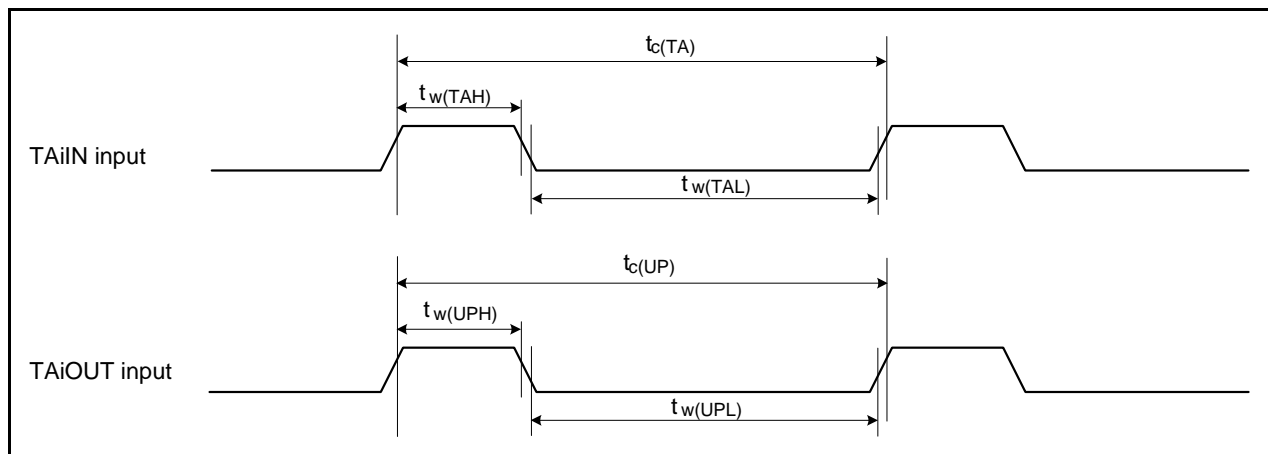 tc(TA)
tw(TAH)
TAiIN input
tw(TAL)
tc(UP)
tw(UPH)
TAiOUT input
tw(UPL)